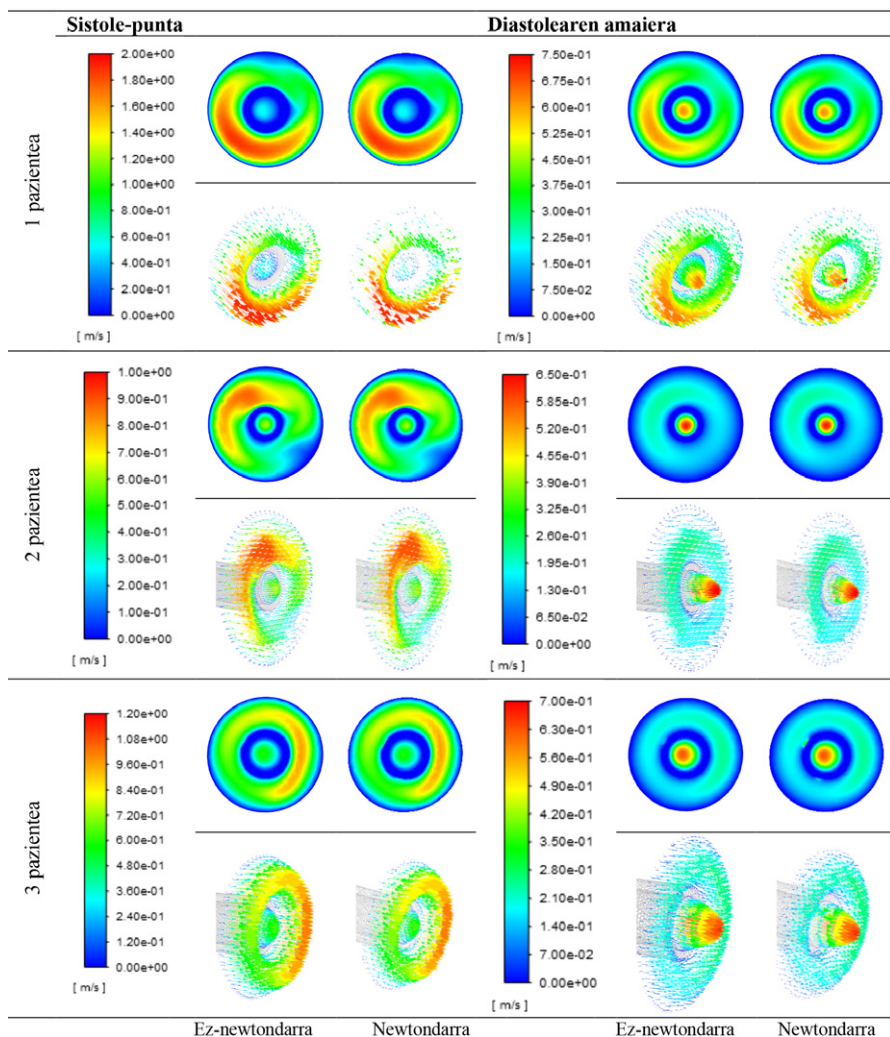 Sistole-punta Diastolearen amaiera
1 pazientea
2.00e+00
1.80e+00
1.60e+00
1.40e+00
1.20e+00
1.00e+00
8.00e-01
6.00e-01
4.00e-01
2.00e-01
0.00e+00
[ m/s ]
7.50e-01
6.75e-01
6.00e-01
5.25e-01
4.50e-01
3.75e-01
3.00e-01
2.25e-01
1.50e-01
7.50e-02
0.00e+00
[ m/s ]
2 pazientea
1.00e+00
9.00e-01
8.00e-01
7.00e-01
6.00e-01
5.00e-01
4.00e-01
3.00e-01
2.00e-01
1.00e-01
0.00e+00
[ m/s ]
6.50e-01
5.85e-01
5.20e-01
4.55e-01
3.90e-01
3.25e-01
2.60e-01
1.95e-01
1.30e-01
6.50e-02
0.00e+00
[ m/s ]
3 pazientea
1.20e+00
1.08e+00
9.60e-01
8.40e-01
7.20e-01
6.00e-01
4.80e-01
3.60e-01
2.40e-01
1.20e-01
0.00e+00
[ m/s ]
7.00e-01
6.30e-01
5.60e-01
4.90e-01
4.20e-01
3.50e-01
2.80e-01
2.10e-01
1.40e-01
7.00e-02
0.00e+00
[ m/s ]
Ez-newtondarra Newtondarra Ez-newtondarra Newtondarra